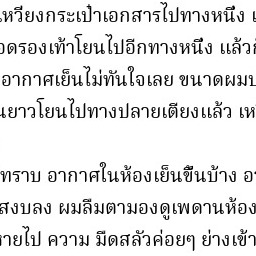 เหวี่ยงกระเป๋าเอกสารไปทางหนึ่ง
ถอดรองเท้าโยนไปอีกทางหนึ่ง แล้วก็
อากาศเย็นไม่ทันใจเลย ขนาดผม
ยาวโยนไปทางปลายเตียงแล้ว
ทราบ อากาศในห้องเย็นขึ้นบ้าง
สงบลง ผมลืมตามองดูเพดานห้อง
หายไป ความ มืดสลัวค่อยๆ ย่างเข้า